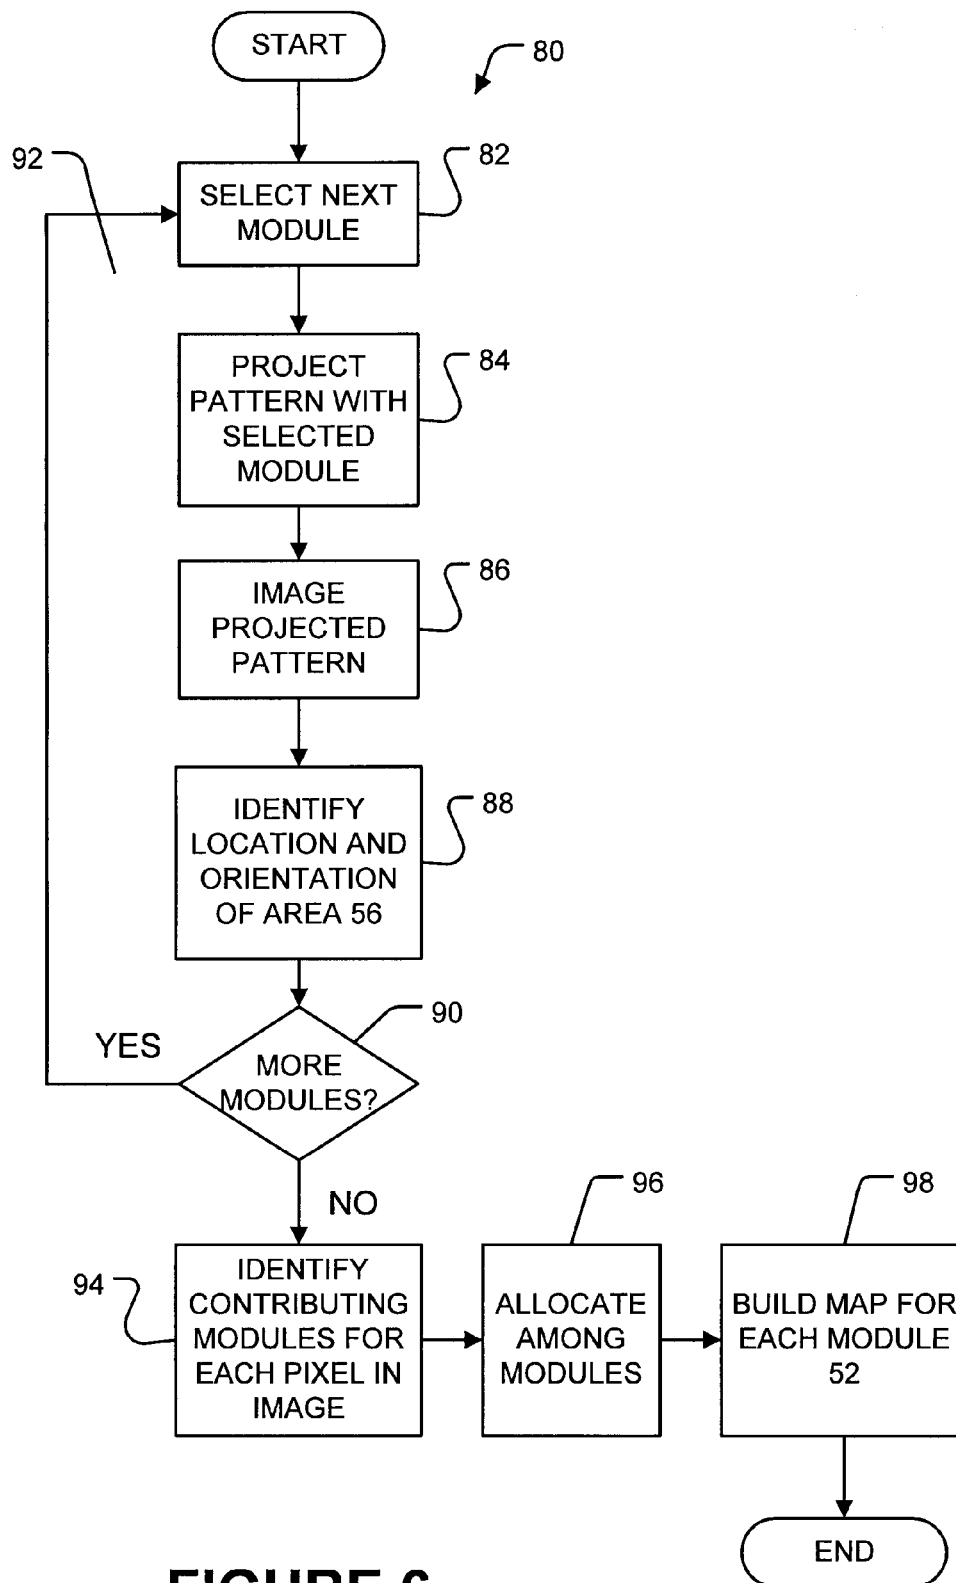 START
80
92
82
SELECT NEXT
MODULE
84
PROJECT
PATTERN WITH
SELECTED
MODULE
86
IMAGE
PROJECTED
PATTERN
88
IDENTIFY
LOCATION AND
ORIENTATION
OF AREA 56
90
YES
MORE
MODULES?
NO
96
98
94
IDENTIFY
CONTRIBUTING
MODULES FOR
EACH PIXEL IN
IMAGE
ALLOCATE
AMONG
MODULES
BUILD MAP FOR
EACH MODULE
52
END
FIGURE 6